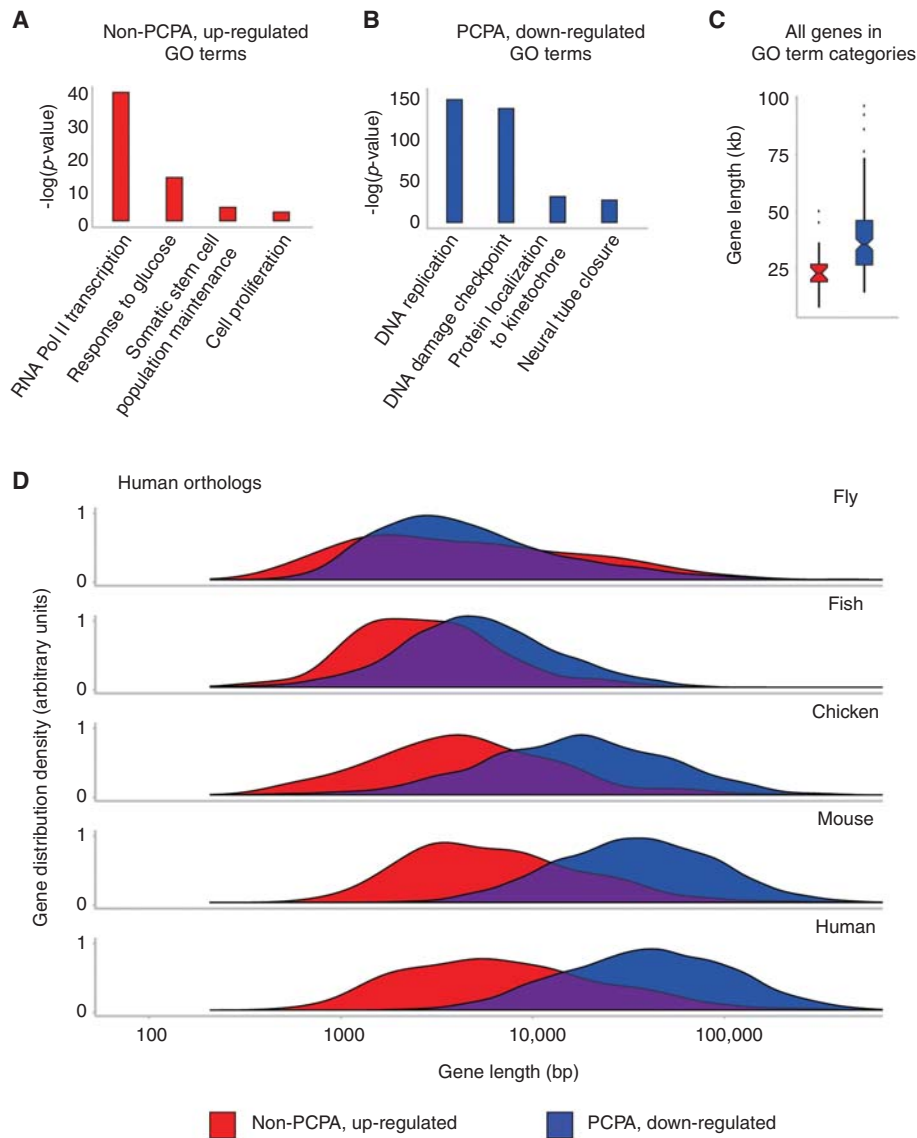 A
Non-PCPA, up-regulated
GO terms
-log(p-value)
40
30
20
10
0
RNA Pol II transcription
Response to glucose
Somatic stem cell
population maintenance
Cell proliferation
B
PCPA, down-regulated
GO terms
-log(p-value)
150
100
50
0
DNA replication
DNA damage checkpoint
Protein localization
to kinetochore
Neural tube closure
C
All genes in
GO term categories
Gene length (kb)
100
75
50
25
D
Human orthologs
Gene distribution density (arbitrary units)
Fly
1
0
Fish
1
0
Chicken
1
0
Mouse
1
0
Human
1
0
100
1000
10,000
100,000
Gene length (bp)
Non-PCPA, up-regulated
PCPA, down-regulated